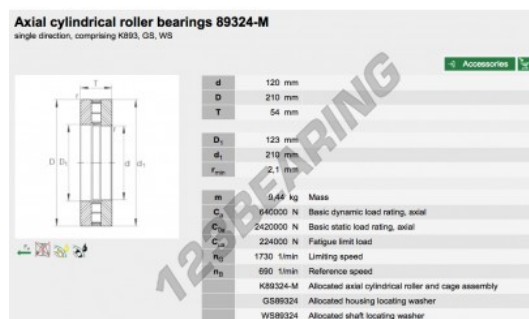 Axial cylindrical roller bearings 89324-M
single direction, comprising K893, GS, WS
Accessories
T
r
r
D D₁ d d₁
d 120 mm
D 210 mm
T 54 mm
D₁ 123 mm
d₁ 210 mm
rmin 2,1 mm
m 9,44 kg Mass
Ca 640000 N Basic dynamic load rating, axial
C0a 2420000 N Basic static load rating, axial
Cua 224000 N Fatigue limit load
nG 1730 1/min Limiting speed
nB 690 1/min Reference speed
K89324-M Allocated axial cylindrical roller and cage assembly
GS89324 Allocated housing locating washer
WS89324 Allocated shaft locating washer
123BEARING